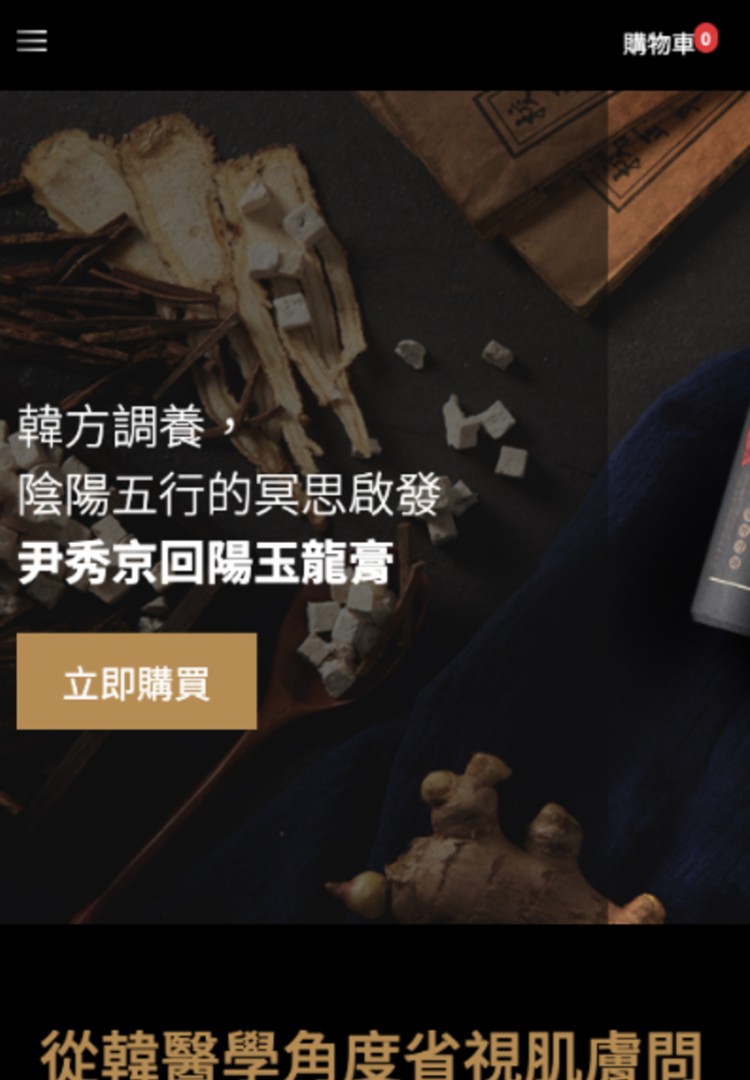 購物車 0
韓方調養，
陰陽五行的冥思啟發
尹秀京回陽玉龍膏
立即購買
從韓醫學角度省視肌膚問